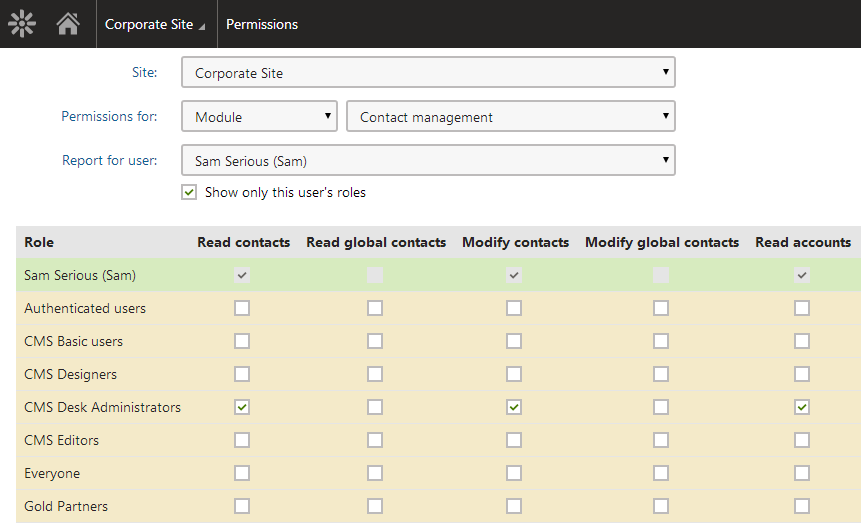 Corporate Site Permissions
Site: Corporate Site
Permissions for: Module Contact management
Report for user: Sam Serious (Sam)
Show only this user's roles
Role Read contacts Read global contacts Modify contacts Modify global contacts Read accounts
Sam Serious (Sam)
Authenticated users
CMS Basic users
CMS Designers
CMS Desk Administrators
CMS Editors
Everyone
Gold Partners